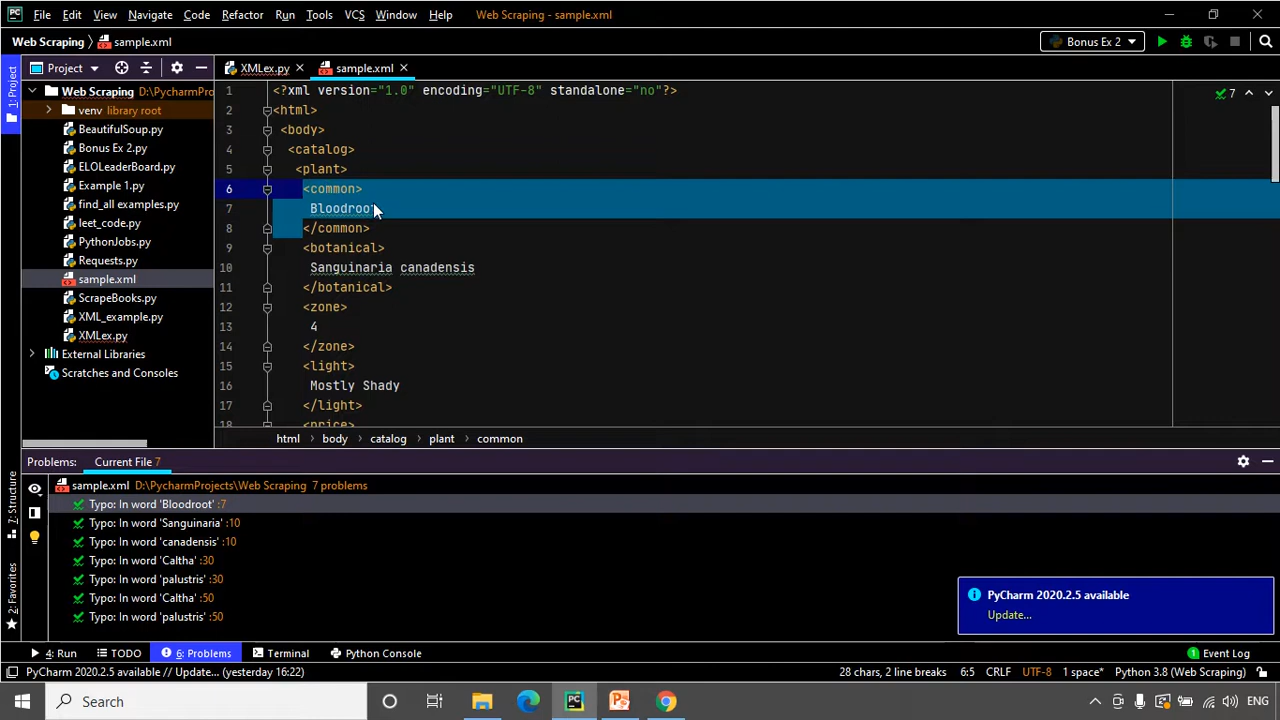 PC File Edit View Navigate Code Refactor Run Tools VCS Window Help Web Scraping - sample.xml
Web Scraping sample.xml Bonus Ex 2
1: Project
Project
XMLex.py sample.xml
Web Scraping D:\PycharmPro
venv library root
BeautifulSoup.py
Bonus Ex 2.py
ELOLeaderBoard.py
Example 1.py
find_all examples.py
leet_code.py
PythonJobs.py
Requests.py
sample.xml
ScrapeBooks.py
XML_example.py
XMLex.py
External Libraries
Scratches and Consoles
1 <?xml version="1.0" encoding="UTF-8" standalone="no"?>
7
2 <html>
3 <body>
4 <catalog>
5 <plant>
6 <common>
7 Bloodroot
8 </common>
9 <botanical>
10 Sanguinaria canadensis
11 </botanical>
12 <zone>
13 4
14 </zone>
15 <light>
16 Mostly Shady
17 </light>
18 <price>
html body catalog plant common
Problems: Current File 7
sample.xml D:\PycharmProjects\Web Scraping 7 problems
Typo: In word 'Bloodroot' :7
Typo: In word 'Sanguinaria' :10
Typo: In word 'canadensis' :10
Typo: In word 'Caltha' :30
Typo: In word 'palustris' :30
Typo: In word 'Caltha' :50
Typo: In word 'palustris' :50
7: Structure
2: Favorites
PyCharm 2020.2.5 available
Update...
4: Run TODO 6: Problems Terminal Python Console 1 Event Log
PyCharm 2020.2.5 available // Update... (yesterday 16:22) 28 chars, 2 line breaks 6:5 CRLF UTF-8 1 space* Python 3.8 (Web Scraping)
Search ENG